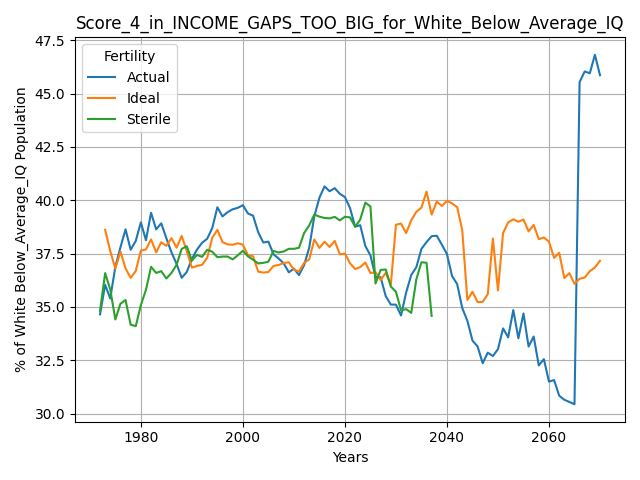 Score_4_in_INCOME_GAPS_TOO_BIG_for_White_Below_Average_IQ
47.5
45.0
42.5
40.0
37.5
35.0
32.5
30.0
% of White Below_Average_IQ Population
Fertility
Actual
Ideal
Sterile
1980
2000
2020
2040
2060
Years